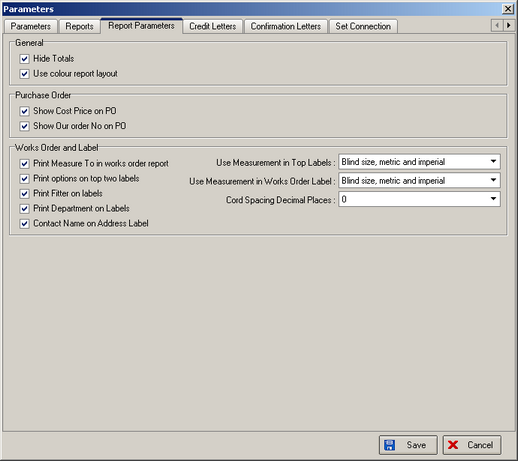 Parameters
Parameters Reports Report Parameters Credit Letters Confirmation Letters Set Connection
General
Hide Totals
Use colour report layout
Purchase Order
Show Cost Price on PO
Show Our order No on PO
Works Order and Label
Print Measure To in works order report Use Measurement in Top Labels : Blind size, metric and imperial
Print options on top two labels Use Measurement in Works Order Label : Blind size, metric and imperial
Print Fitter on labels Cord Spacing Decimal Places : 0
Print Department on Labels
Contact Name on Address Label
Save Cancel